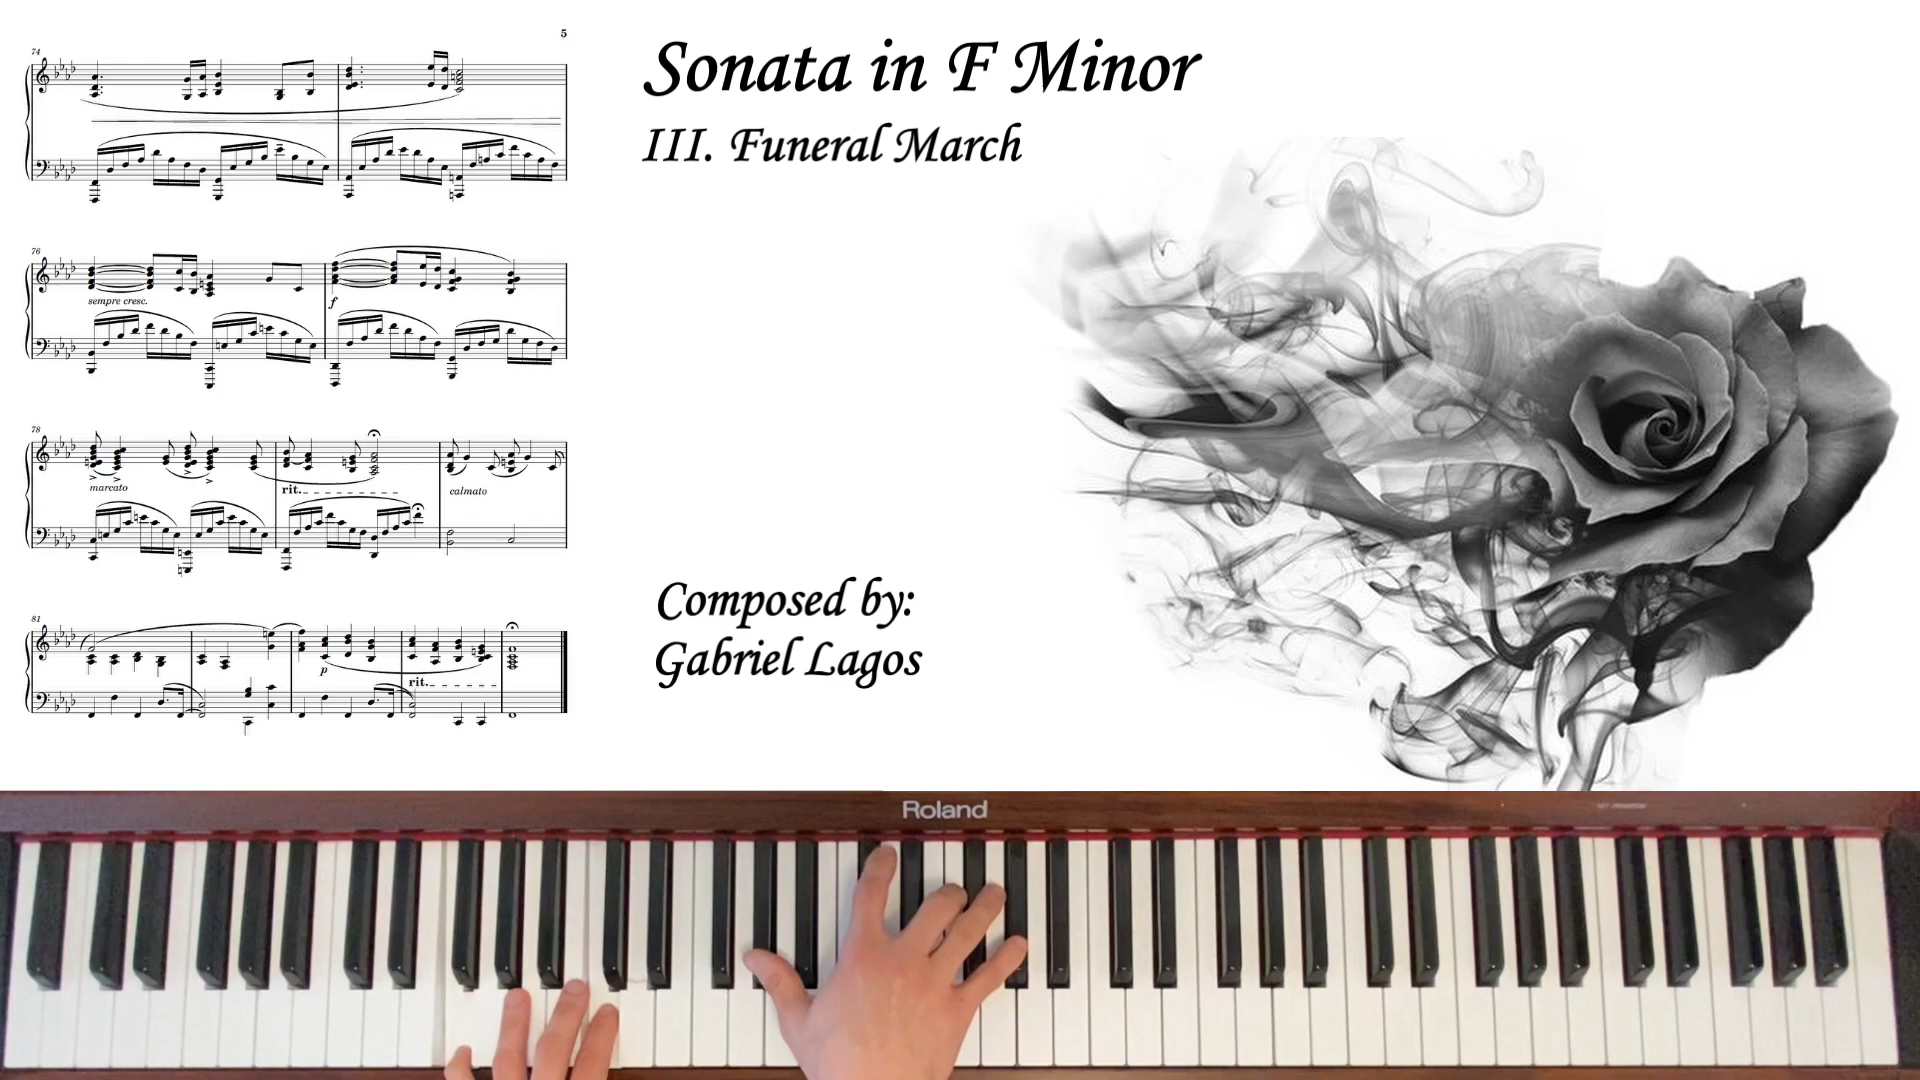 5
Sonata in F Minor
III. Funeral March
74
76
sempre cresc.
f
78
marcato
rit.
calmato
81
p
rit.
Composed by:
Gabriel Lagos
Roland